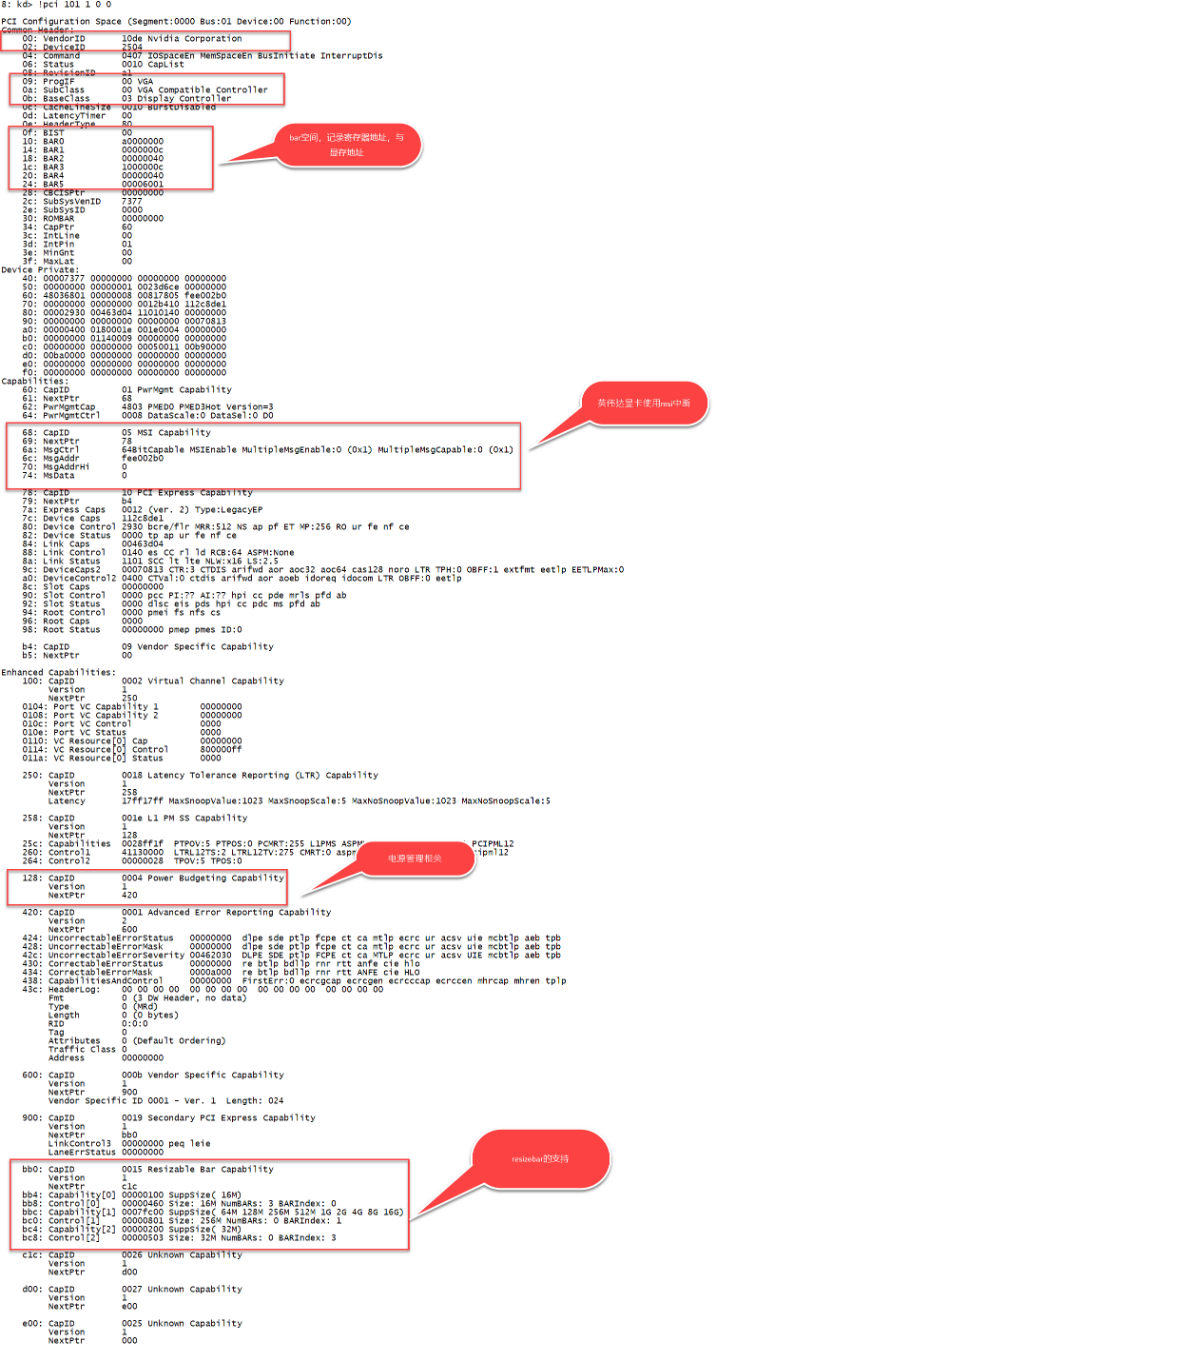 8: kd> !pci 101 1 0 0
PCI Configuration Space (Segment:0000 Bus:01 Device:00 Function:00)
Common Header:
00: VendorID 10de Nvidia Corporation
02: DeviceID 2504
04: Command 0407 IOSpaceEn MemSpaceEn BusInitiate InterruptDis
06: Status 0010 CapList
08: RevisionID a1
09: ProgIF 00 VGA
0a: SubClass 00 VGA Compatible Controller
0b: BaseClass 03 Display Controller
0c: CacheLineSize 0010 BurstDisabled
0d: LatencyTimer 00
0e: HeaderType 80
0f: BIST 00
10: BAR0 a0000000
14: BAR1 0000000c
18: BAR2 00000040
1c: BAR3 1000000c
20: BAR4 00000040
24: BAR5 00006001
28: CBCISPtr 00000000
2c: SubSysVenID 7377
2e: SubSysID 0000
30: ROMBAR 00000000
34: CapPtr 60
3c: IntLine 00
3d: IntPin 01
3e: MinGnt 00
3f: MaxLat 00
bar空间，记录寄存器地址，与
显存地址
Device Private:
40: 00007377 00000000 00000000 00000000
50: 00000000 00000001 0023d6ce 00000000
60: 48036801 00000008 00817805 fee002b0
70: 00000000 00000000 0012b410 112c8de1
80: 00002930 00463d04 11010140 00000000
90: 00000000 00000000 00000000 00070813
a0: 00000400 0180001e 001e0004 00000000
b0: 00000000 01140009 00000000 00000000
c0: 00000000 00000000 00050011 00b90000
d0: 00ba0000 00000000 00000000 00000000
e0: 00000000 00000000 00000000 00000000
f0: 00000000 00000000 00000000 00000000
Capabilities:
60: CapID 01 PwrMgmt Capability
61: NextPtr 68
62: PwrMgmtCap 4803 PMED0 PMED3Hot Version=3
64: PwrMgmtCtrl 0008 DataScale:0 DataSel:0 D0
英伟达显卡使用msi中断
68: CapID 05 MSI Capability
69: NextPtr 78
6a: MsgCtrl 64BitCapable MSIEnable MultipleMsgEnable:0 (0x1) MultipleMsgCapable:0 (0x1)
6c: MsgAddr fee002b0
70: MsgAddrHi 0
74: MsData 0
78: CapID 10 PCI Express Capability
79: NextPtr b4
7a: Express Caps 0012 (ver. 2) Type:LegacyEP
7c: Device Caps 112c8de1
80: Device Control 2930 bcre/flr MRR:512 NS ap pf ET MP:256 RO ur fe nf ce
82: Device Status 0000 tp ap ur fe nf ce
84: Link Caps 00463d04
88: Link Control 0140 es CC rl ld RCB:64 ASPM:None
8a: Link Status 1101 SCC lt lte NLW:x16 LS:2.5
9c: DeviceCaps2 00070813 CTR:3 CTDIS arifwd aor aoc32 aoc64 cas128 noro LTR TPH:0 OBFF:1 extfmt eetlp EETLPMax:0
a0: DeviceControl2 0400 CTVal:0 ctdis arifwd aor aoeb idoreq idocom LTR OBFF:0 eetlp
8c: Slot Caps 00000000
90: Slot Control 0000 pcc PI:?? AI:?? hpi cc pde mrls pfd ab
92: Slot Status 0000 dlsc eis pds hpi cc pdc ms pfd ab
94: Root Control 0000 pmei fs nfs cs
96: Root Caps 0000
98: Root Status 00000000 pmep pmes ID:0
b4: CapID 09 Vendor Specific Capability
b5: NextPtr 00
Enhanced Capabilities:
100: CapID 0002 Virtual Channel Capability
Version 1
NextPtr 250
0104: Port VC Capability 1 00000000
0108: Port VC Capability 2 00000000
010c: Port VC Control 0000
010e: Port VC Status 0000
0110: VC Resource[0] Cap 00000000
0114: VC Resource[0] Control 800000ff
011a: VC Resource[0] Status 0000
250: CapID 0018 Latency Tolerance Reporting (LTR) Capability
Version 1
NextPtr 258
Latency 17ff17ff MaxSnoopValue:1023 MaxSnoopScale:5 MaxNoSnoopValue:1023 MaxNoSnoopScale:5
258: CapID 001e L1 PM SS Capability
Version 1
NextPtr 128
25c: Capabilities 0028ff1f PTPOV:5 PTPOS:0 PCMRT:255 L1PMS ASPM PCIPML12
260: Control1 41130000 LTRL12TS:2 LTRL12TV:275 CMRT:0 aspm ipml12
264: Control2 00000028 TPOV:5 TPOS:0
电源管理相关
128: CapID 0004 Power Budgeting Capability
Version 1
NextPtr 420
420: CapID 0001 Advanced Error Reporting Capability
Version 2
NextPtr 600
424: UncorrectableErrorStatus 00000000 dlpe sde ptlp fcpe ct ca mtlp ecrc ur acsv uie mcbtlp aeb tpb
428: UncorrectableErrorMask 00000000 dlpe sde ptlp fcpe ct ca mtlp ecrc ur acsv uie mcbtlp aeb tpb
42c: UncorrectableErrorSeverity 00462030 DLPE SDE ptlp FCPE ct ca MTLP ecrc ur acsv UIE mcbtlp aeb tpb
430: CorrectableErrorStatus 00000000 re btlp bdllp rnr rtt anfe cie hlo
434: CorrectableErrorMask 0000a000 re btlp bdllp rnr rtt ANFE cie HLO
438: CapabilitiesAndControl 00000000 FirstErr:0 ecrcgcap ecrcgen ecrcccap ecrccen mhrcap mhren tplp
43c: HeaderLog: 00 00 00 00 00 00 00 00 00 00 00 00 00 00 00 00
Fmt 0 (3 DW Header, no data)
Type 0 (MRd)
Length 0 (0 bytes)
RID 0:0:0
Tag 0
Attributes 0 (Default Ordering)
Traffic Class 0
Address 00000000
600: CapID 000b Vendor Specific Capability
Version 1
NextPtr 900
Vendor Specific ID 0001 - Ver. 1 Length: 024
900: CapID 0019 Secondary PCI Express Capability
Version 1
NextPtr bb0
LinkControl3 00000000 peq leie
LaneErrStatus 00000000
resizebar的支持
bb0: CapID 0015 Resizable Bar Capability
Version 1
NextPtr c1c
bb4: Capability[0] 00000100 SuppSize( 16M)
bb8: Control[0] 00000460 Size: 16M NumBARs: 3 BARIndex: 0
bbc: Capability[1] 0007fc00 SuppSize( 64M 128M 256M 512M 1G 2G 4G 8G 16G)
bc0: Control[1] 00000801 Size: 256M NumBARs: 0 BARIndex: 1
bc4: Capability[2] 00000200 SuppSize( 32M)
bc8: Control[2] 00000503 Size: 32M NumBARs: 0 BARIndex: 3
c1c: CapID 0026 Unknown Capability
Version 1
NextPtr d00
d00: CapID 0027 Unknown Capability
Version 1
NextPtr e00
e00: CapID 0025 Unknown Capability
Version 1
NextPtr 000